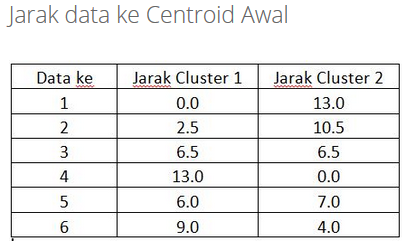 Jarak data ke Centroid Awal
Data ke Jarak Cluster 1 Jarak Cluster 2
1 0.0 13.0
2 2.5 10.5
3 6.5 6.5
4 13.0 0.0
5 6.0 7.0
6 9.0 4.0